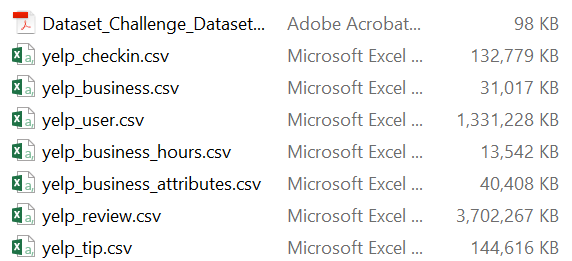 Dataset_Challenge_Dataset... Adobe Acrobat... 98 KB
yelp_checkin.csv Microsoft Excel ... 132,779 KB
yelp_business.csv Microsoft Excel ... 31,017 KB
yelp_user.csv Microsoft Excel ... 1,331,228 KB
yelp_business_hours.csv Microsoft Excel ... 13,542 KB
yelp_business_attributes.csv Microsoft Excel ... 40,408 KB
yelp_review.csv Microsoft Excel ... 3,702,267 KB
yelp_tip.csv Microsoft Excel ... 144,616 KB